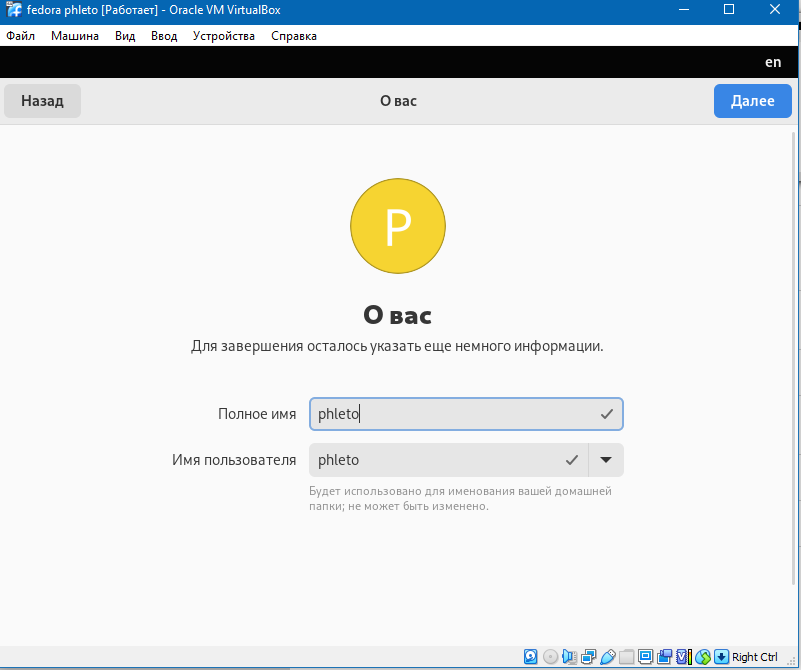 fedora phleto [Работает] - Oracle VM VirtualBox
Файл Машина Вид Ввод Устройства Справка
en
Назад О вас Далее
P
О вас
Для завершения осталось указать еще немного информации.
Полное имя phleto
Имя пользователя phleto
Будет использовано для именования вашей домашней
папки; не может быть изменено.
Right Ctrl